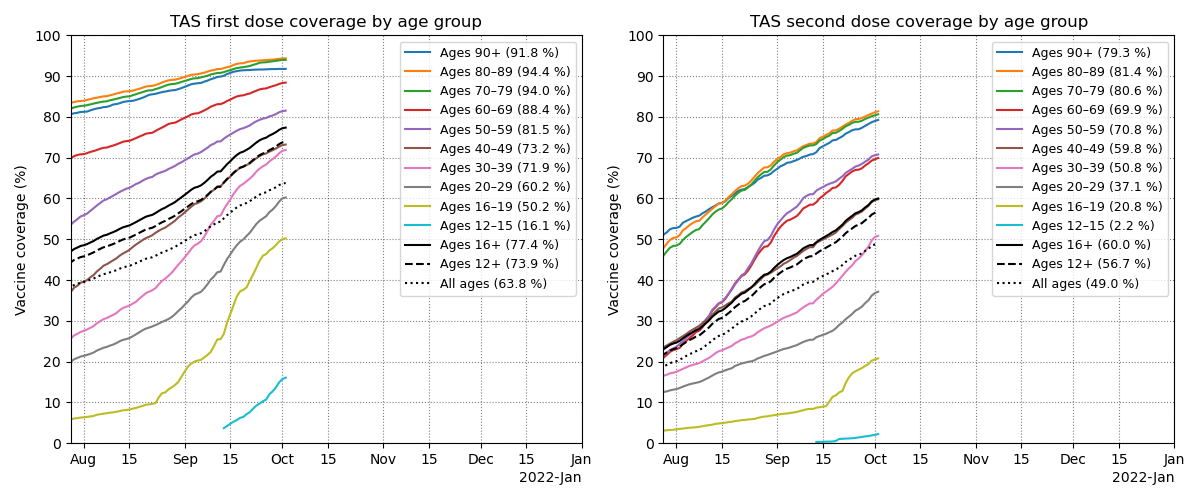 TAS first dose coverage by age group
Vaccine coverage (%)
100
90
80
70
60
50
40
30
20
10
0
Ages 90+ (91.8 %)
Ages 80–89 (94.4 %)
Ages 70–79 (94.0 %)
Ages 60–69 (88.4 %)
Ages 50–59 (81.5 %)
Ages 40–49 (73.2 %)
Ages 30–39 (71.9 %)
Ages 20–29 (60.2 %)
Ages 16–19 (50.2 %)
Ages 12–15 (16.1 %)
Ages 16+ (77.4 %)
Ages 12+ (73.9 %)
All ages (63.8 %)
Aug 15 Sep 15 Oct 15 Nov 15 Dec 15 Jan
2022-Jan
TAS second dose coverage by age group
Vaccine coverage (%)
100
90
80
70
60
50
40
30
20
10
0
Ages 90+ (79.3 %)
Ages 80–89 (81.4 %)
Ages 70–79 (80.6 %)
Ages 60–69 (69.9 %)
Ages 50–59 (70.8 %)
Ages 40–49 (59.8 %)
Ages 30–39 (50.8 %)
Ages 20–29 (37.1 %)
Ages 16–19 (20.8 %)
Ages 12–15 (2.2 %)
Ages 16+ (60.0 %)
Ages 12+ (56.7 %)
All ages (49.0 %)
Aug 15 Sep 15 Oct 15 Nov 15 Dec 15 Jan
2022-Jan